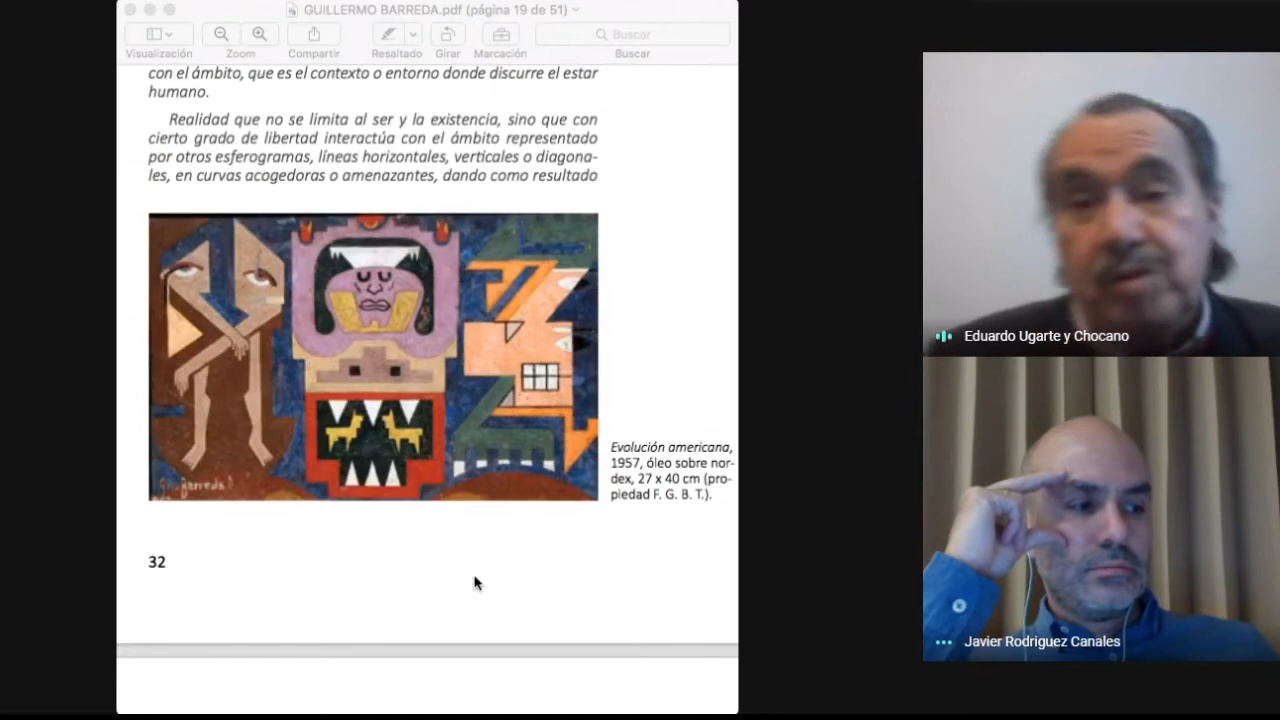 GUILLERMO BARREDA.pdf (página 19 de 51)
Buscar
Visualización
Zoom
Compartir
Resaltado
Girar
Marcación
Buscar
con el ámbito, que es el contexto o entorno donde discurre el estar
humano.
Realidad que no se limita al ser y la existencia, sino que con
cierto grado de libertad interactúa con el ámbito representado
por otros esferogramas, líneas horizontales, verticales o diagona-
les, en curvas acogedoras o amenazantes, dando como resultado
Evolución americana,
1957, óleo sobre nor-
dex, 27 x 40 cm (pro-
piedad F. G. B. T.).
32
Eduardo Ugarte y Chocano
Javier Rodriguez Canales